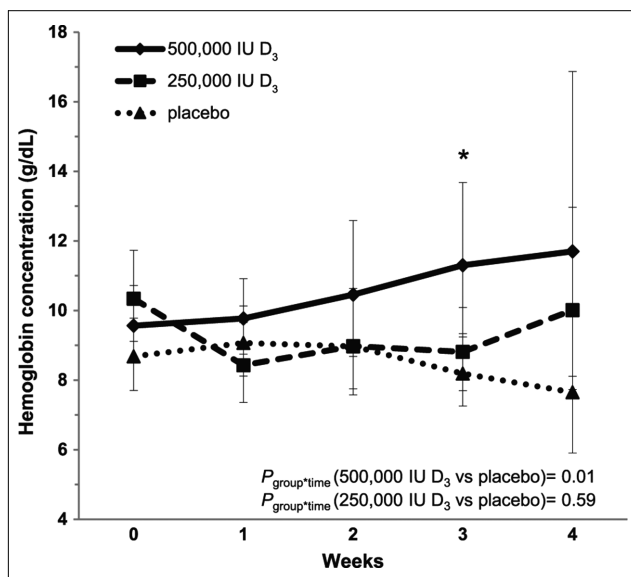 18
16
14
12
10
8
6
4
Hemoglobin concentration (g/dL)
500,000 IU D₃
250,000 IU D₃
placebo
*
P group*time (500,000 IU D₃ vs placebo)= 0.01
P group*time (250,000 IU D₃ vs placebo)= 0.59
0 1 2 3 4
Weeks